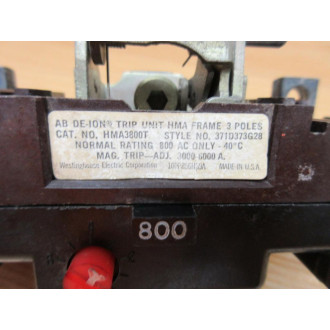 AB DE-ION® TRIP UNIT HMA FRAME 3 POLES
CAT. NO. HMA3800T STYLE NO. 371D373G28
NORMAL RATING 800 AC ONLY - 40°C
MAG. TRIP—ADJ. 3000 6000 A.
Westinghouse Electric Corporation MADE IN U.S.A.
800